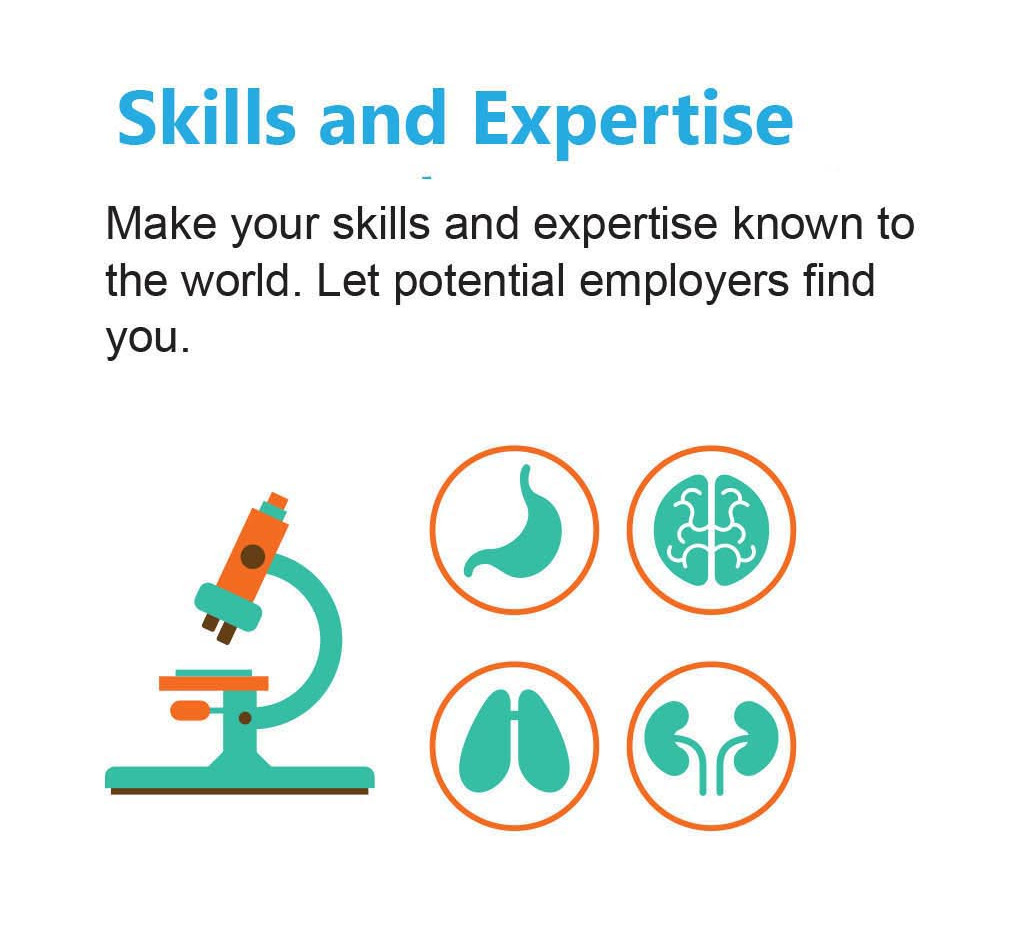 Skills and Expertise
Make your skills and expertise known to
the world. Let potential employers find
you.